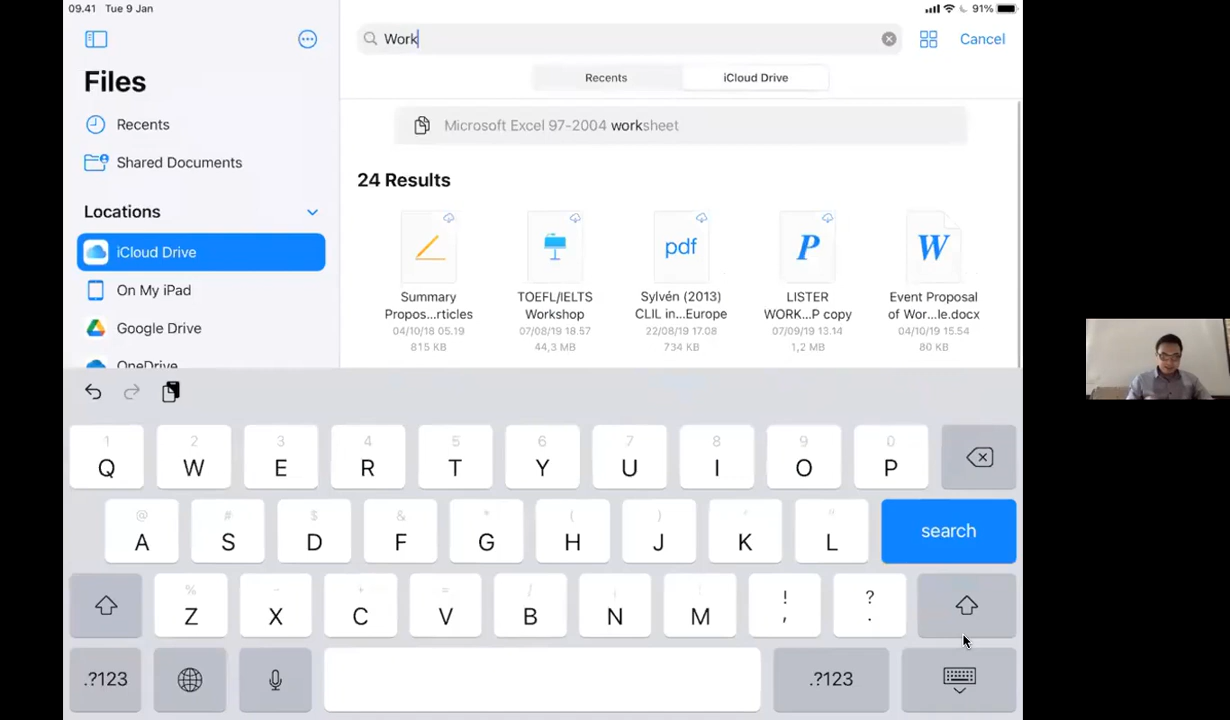 09.41 Tue 9 Jan
91%
Files
Recents
Shared Documents
Locations
iCloud Drive
On My iPad
Google Drive
OneDrive
Work
Cancel
Recents
iCloud Drive
Microsoft Excel 97-2004 worksheet
24 Results
pdf
P
W
Summary
Propos...rticles
04/10/18 05.19
815 KB
TOEFL/IELTS
Workshop
07/08/19 18.57
44,3 MB
Sylvén (2013)
CLIL in...Europe
22/08/19 17.08
734 KB
LISTER
WORK...P copy
07/09/19 13.14
1,2 MB
Event Proposal
of Wor...le.docx
04/10/19 15.54
80 KB
1 2 3 4 5 6 7 8 9 0
Q W E R T Y U I O P
@ # $ & * ( ) ' "
A S D F G H J K L search
% - + = / ; : ! ?
Z X C V B N M , .
.?123 .?123